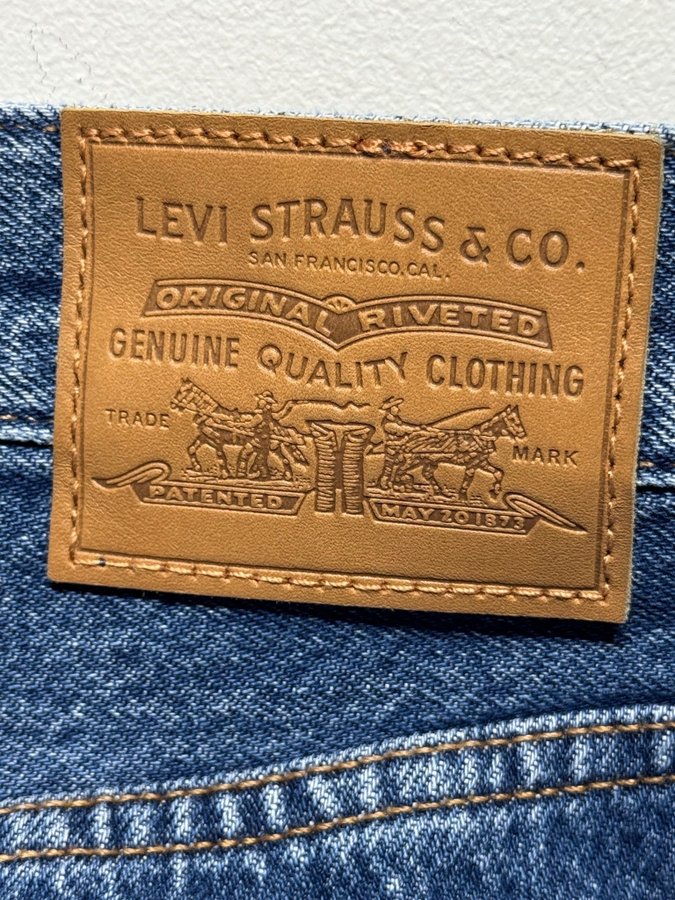 LEVI STRAUSS & CO.
SAN FRANCISCO, CAL.
ORIGINAL RIVETED
GENUINE QUALITY CLOTHING
TRADE MARK
PATENTED MAY 20 1873